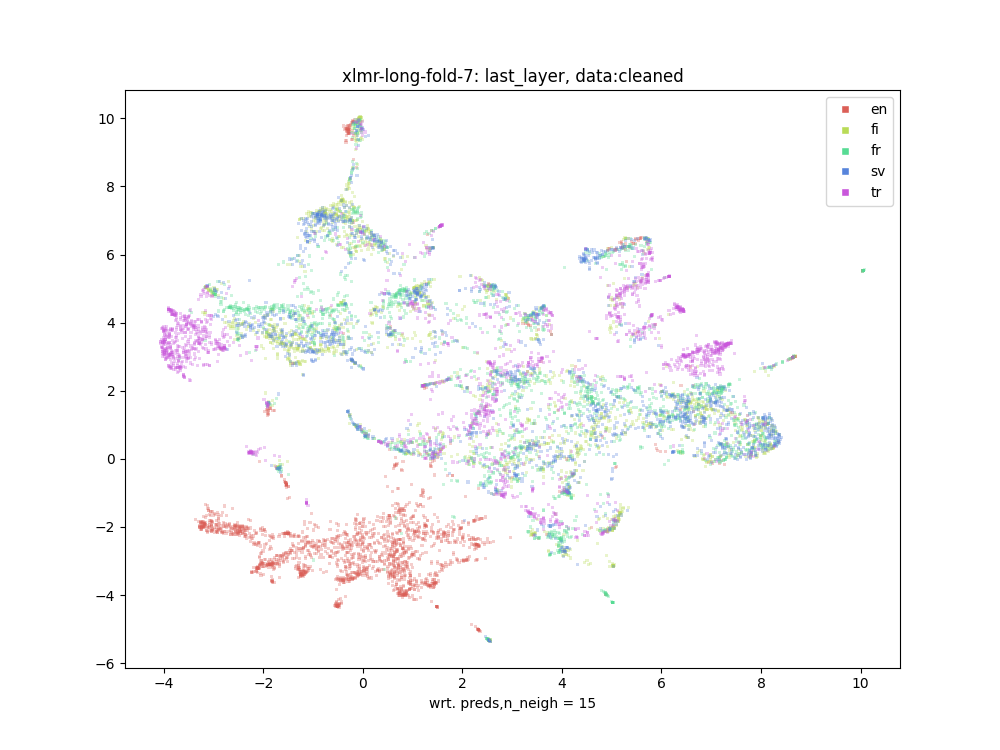 xlmr-long-fold-7: last_layer, data:cleaned
en
fi
fr
sv
tr
10
8
6
4
2
0
−2
−4
−6
−4
−2
0
2
4
6
8
10
wrt. preds,n_neigh = 15